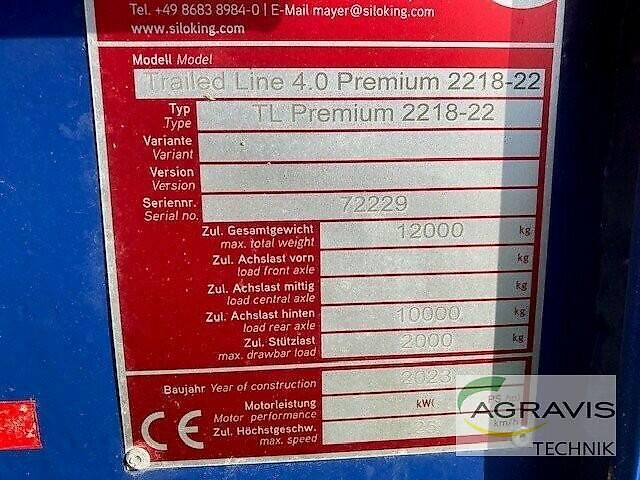 Tel. +49 8683 8984-0 | E-Mail mayer@siloking.com
www.siloking.com
Modell Model
Trailed Line 4.0 Premium 2218-22
Typ
Type
TL Premium 2218-22
Variante
Variant
Version
Version
Seriennr.
Serial no.
72229
Zul. Gesamtgewicht
max. total weight
12000 kg
Zul. Achslast vorn
load front axle
kg
Zul. Achslast mittig
load central axle
kg
Zul. Achslast hinten
load rear axle
10000 kg
Zul. Stützlast
max. drawbar load
2000 kg
Baujahr Year of construction
2023
Motorleistung
Motor performance
kW(
Zul. Höchstgeschw.
max. speed
km/h
CE
AGRAVIS
TECHNIK